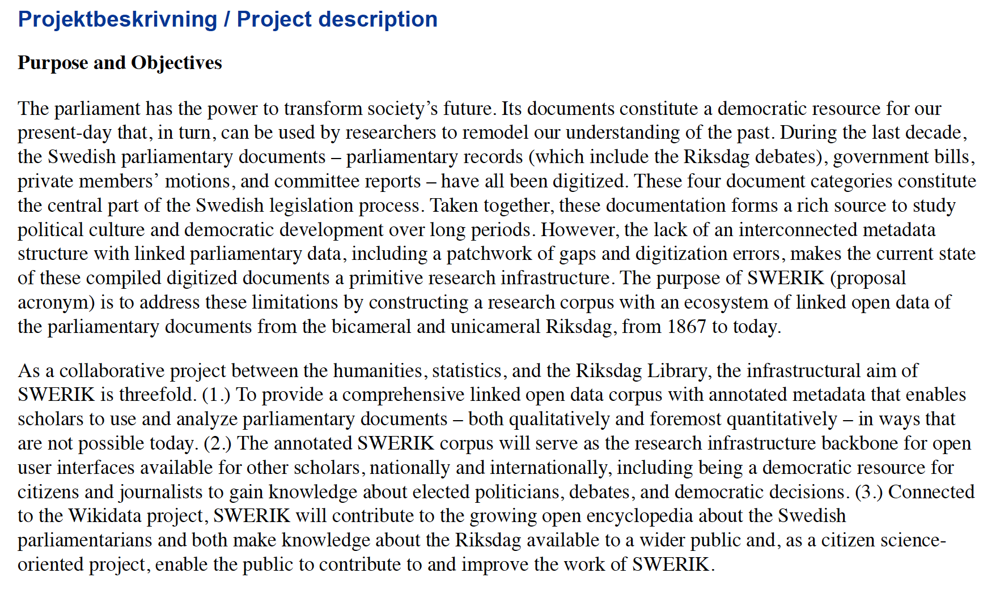 Projektbeskrivning / Project description
Purpose and Objectives
The parliament has the power to transform society’s future. Its documents constitute a democratic resource for our
present-day that, in turn, can be used by researchers to remodel our understanding of the past. During the last decade,
the Swedish parliamentary documents – parliamentary records (which include the Riksdag debates), government bills,
private members’ motions, and committee reports – have all been digitized. These four document categories constitute
the central part of the Swedish legislation process. Taken together, these documentation forms a rich source to study
political culture and democratic development over long periods. However, the lack of an interconnected metadata
structure with linked parliamentary data, including a patchwork of gaps and digitization errors, makes the current state
of these compiled digitized documents a primitive research infrastructure. The purpose of SWERIK (proposal
acronym) is to address these limitations by constructing a research corpus with an ecosystem of linked open data of
the parliamentary documents from the bicameral and unicameral Riksdag, from 1867 to today.
As a collaborative project between the humanities, statistics, and the Riksdag Library, the infrastructural aim of
SWERIK is threefold. (1.) To provide a comprehensive linked open data corpus with annotated metadata that enables
scholars to use and analyze parliamentary documents – both qualitatively and foremost quantitatively – in ways that
are not possible today. (2.) The annotated SWERIK corpus will serve as the research infrastructure backbone for open
user interfaces available for other scholars, nationally and internationally, including being a democratic resource for
citizens and journalists to gain knowledge about elected politicians, debates, and democratic decisions. (3.) Connected
to the Wikidata project, SWERIK will contribute to the growing open encyclopedia about the Swedish
parliamentarians and both make knowledge about the Riksdag available to a wider public and, as a citizen science-
oriented project, enable the public to contribute to and improve the work of SWERIK.